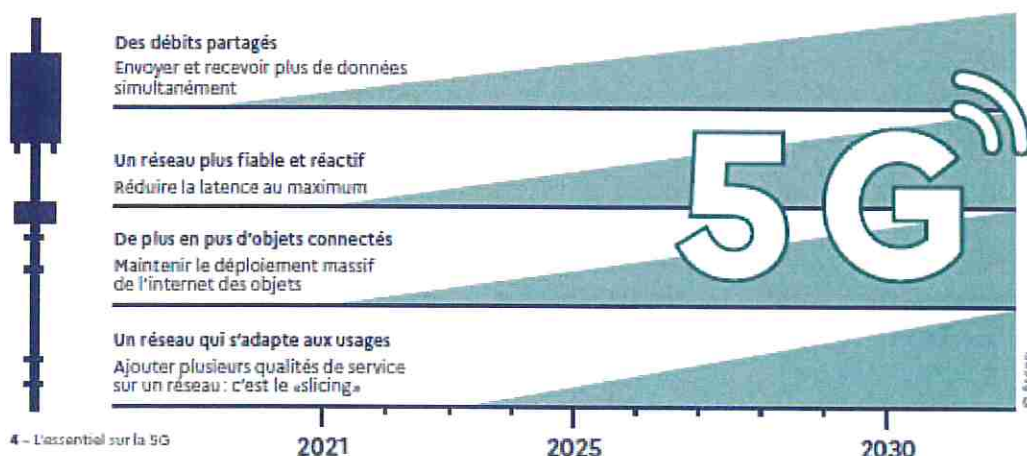 Des débits partagés
Envoyer et recevoir plus de données
simultanément
Un réseau plus fiable et réactif
Réduire la latence au maximum
De plus en pus d'objets connectés
Maintenir le déploiement massif
de l'internet des objets
Un réseau qui s'adapte aux usages
Ajouter plusieurs qualités de service
sur un réseau : c'est le «slicing»
5G
4 – L'essentiel sur la 5G
2021
2025
2030